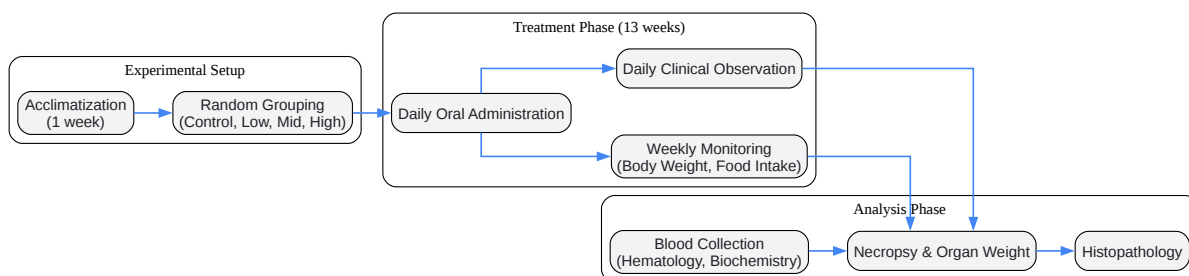 Experimental Setup
Acclimatization
(1 week)
Random Grouping
(Control, Low, Mid, High)
Treatment Phase (13 weeks)
Daily Oral Administration
Daily Clinical Observation
Weekly Monitoring
(Body Weight, Food Intake)
Analysis Phase
Blood Collection
(Hematology, Biochemistry)
Necropsy & Organ Weight
Histopathology